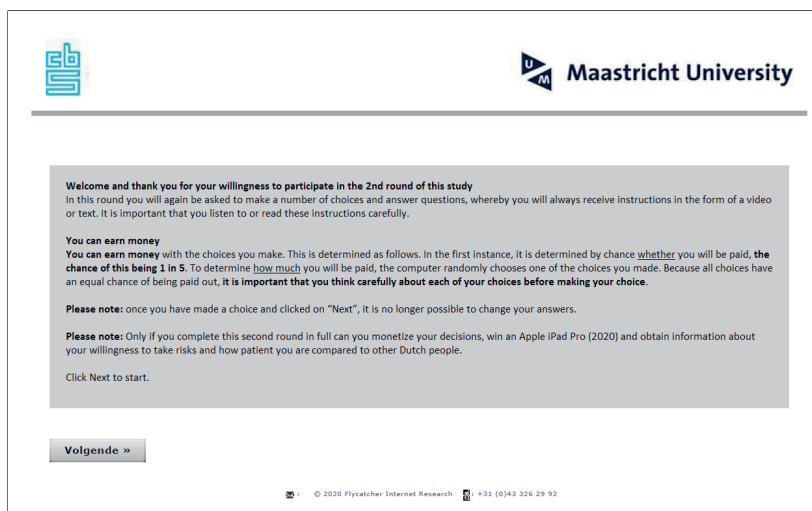 cbs
UM Maastricht University
Welcome and thank you for your willingness to participate in the 2nd round of this study
In this round you will again be asked to make a number of choices and answer questions, whereby you will always receive instructions in the form of a video
or text. It is important that you listen to or read these instructions carefully.
You can earn money
You can earn money with the choices you make. This is determined as follows. In the first instance, it is determined by chance whether you will be paid, the
chance of this being 1 in 5. To determine how much you will be paid, the computer randomly chooses one of the choices you made. Because all choices have
an equal chance of being paid out, it is important that you think carefully about each of your choices before making your choice.
Please note: once you have made a choice and clicked on “Next”, it is no longer possible to change your answers.
Please note: Only if you complete this second round in full can you monetize your decisions, win an Apple iPad Pro (2020) and obtain information about
your willingness to take risks and how patient you are compared to other Dutch people.
Click Next to start.
Volgende »
: © 2020 Flycatcher Internet Research : +31 (0)43 326 29 92